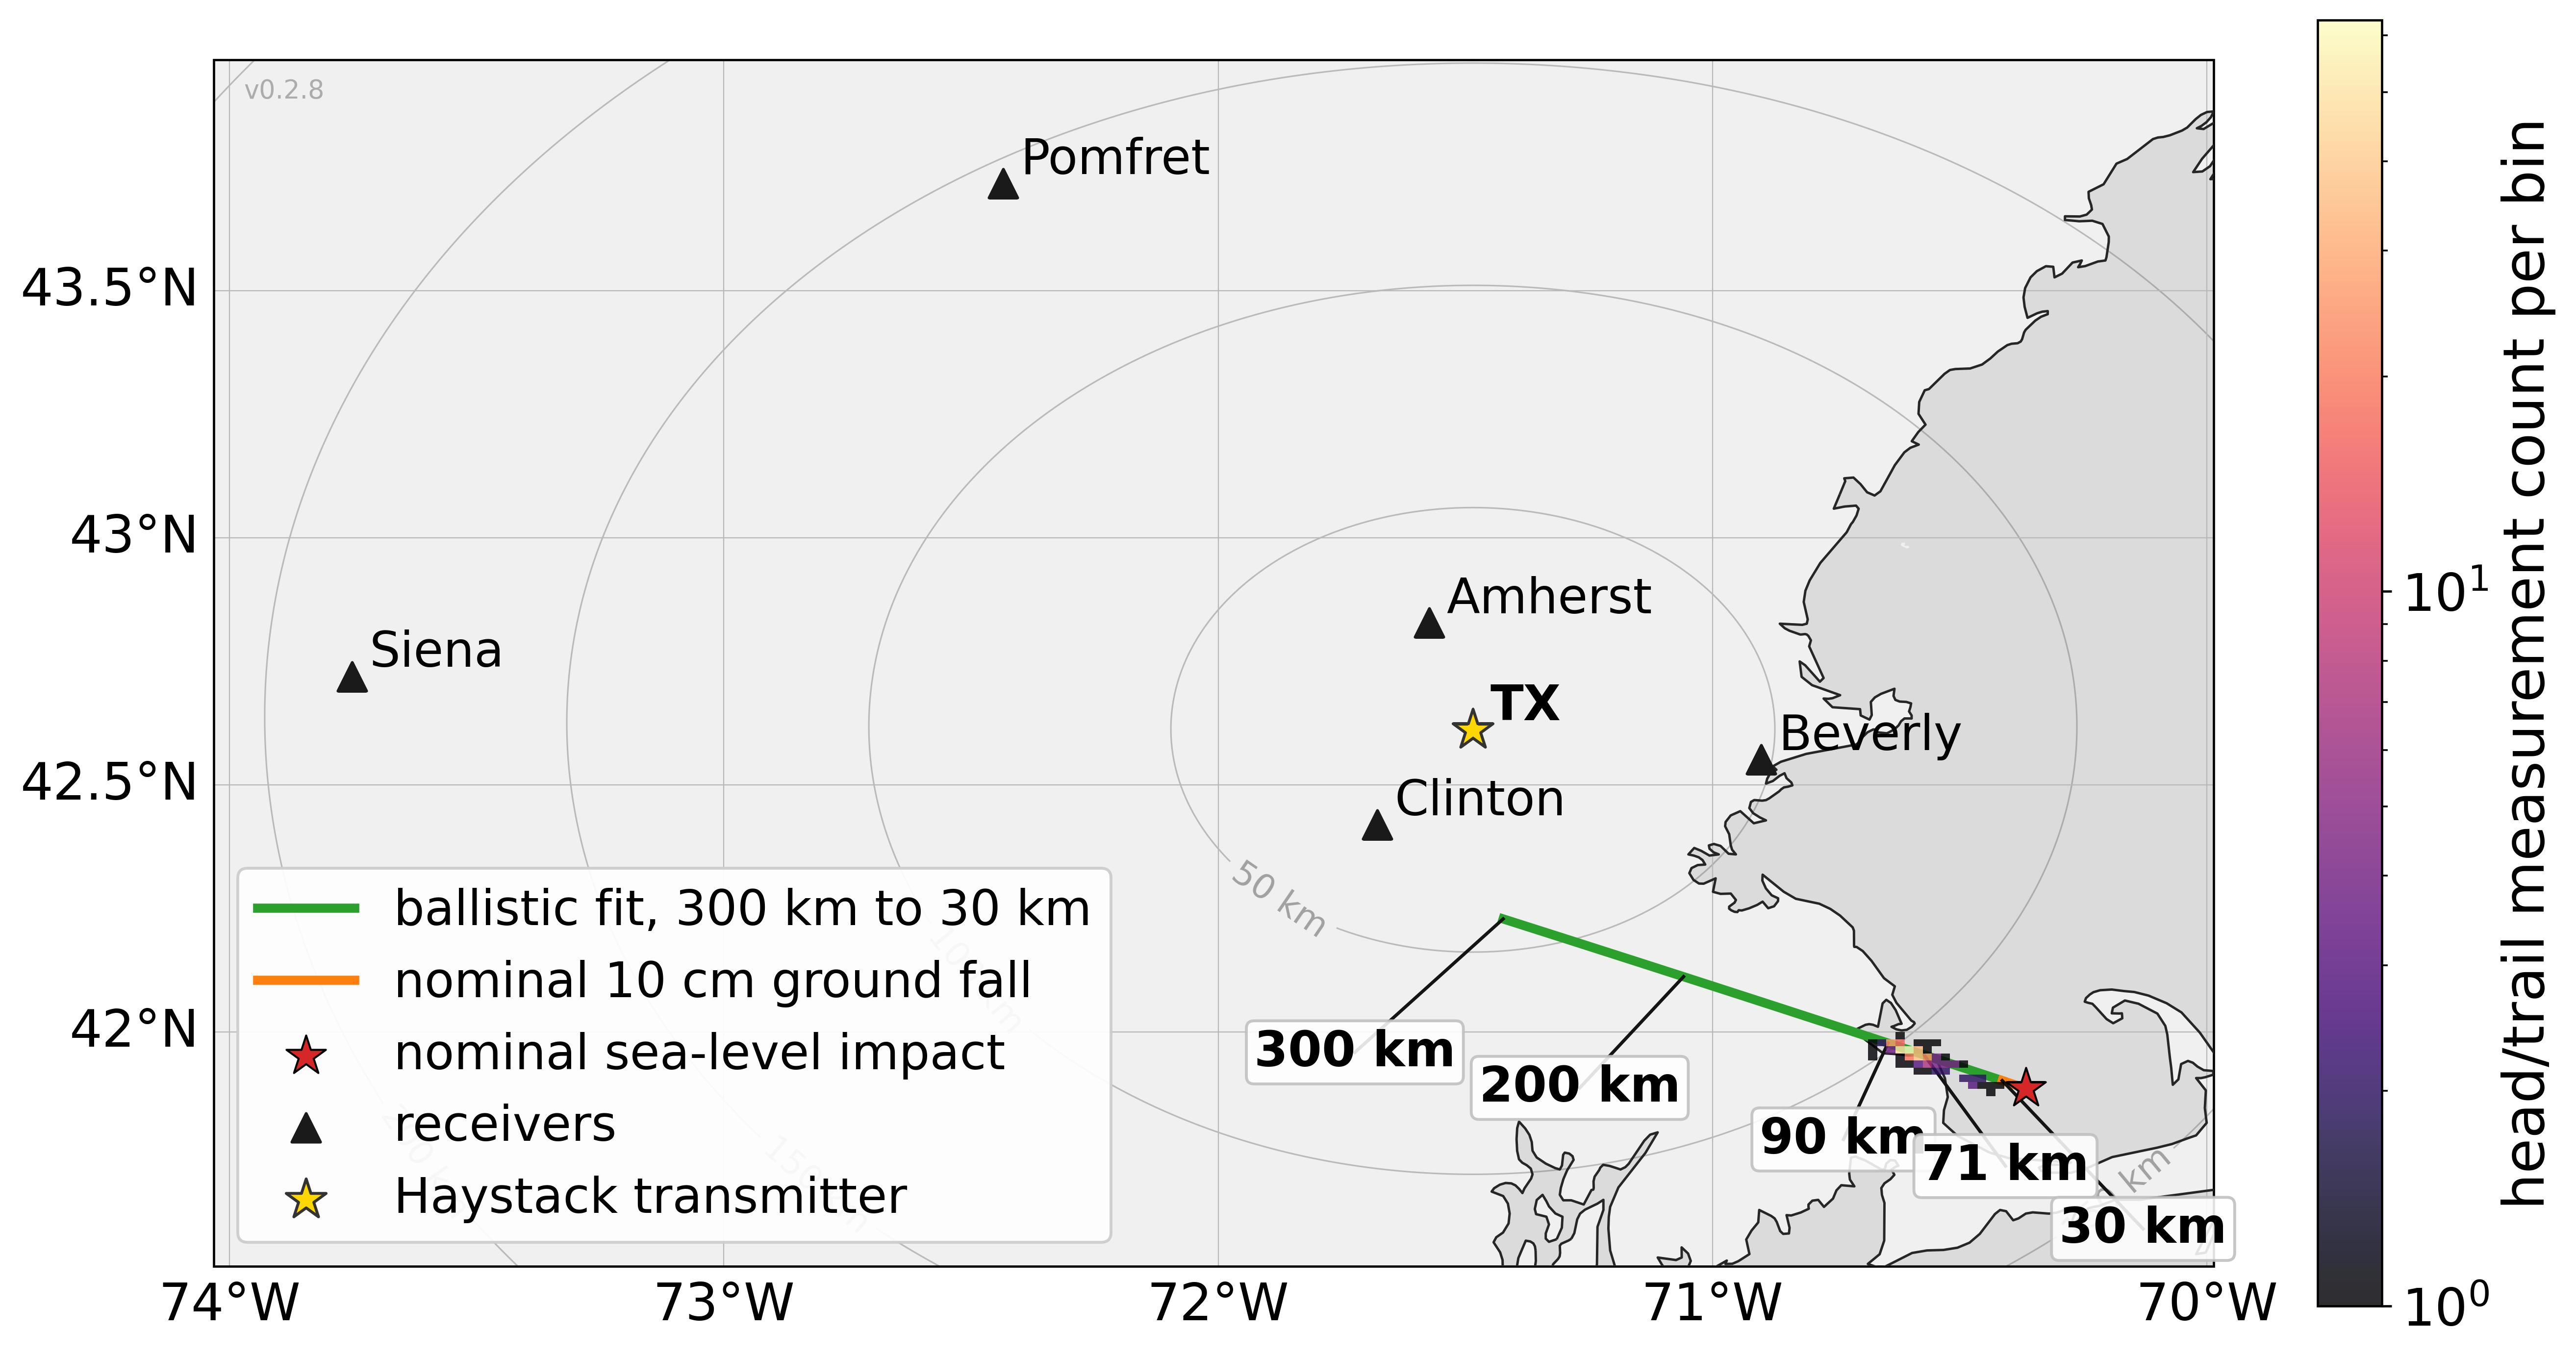 v0.2.8
Pomfret
43.5°N
43°N
Amherst
Siena
TX
Beverly
42.5°N
Clinton
50 km
300 km
200 km
90 km
71 km
30 km
km
42°N
ballistic fit, 300 km to 30 km
nominal 10 cm ground fall
nominal sea-level impact
receivers
Haystack transmitter
74°W
73°W
72°W
71°W
70°W
10¹
10⁰
head/trail measurement count per bin